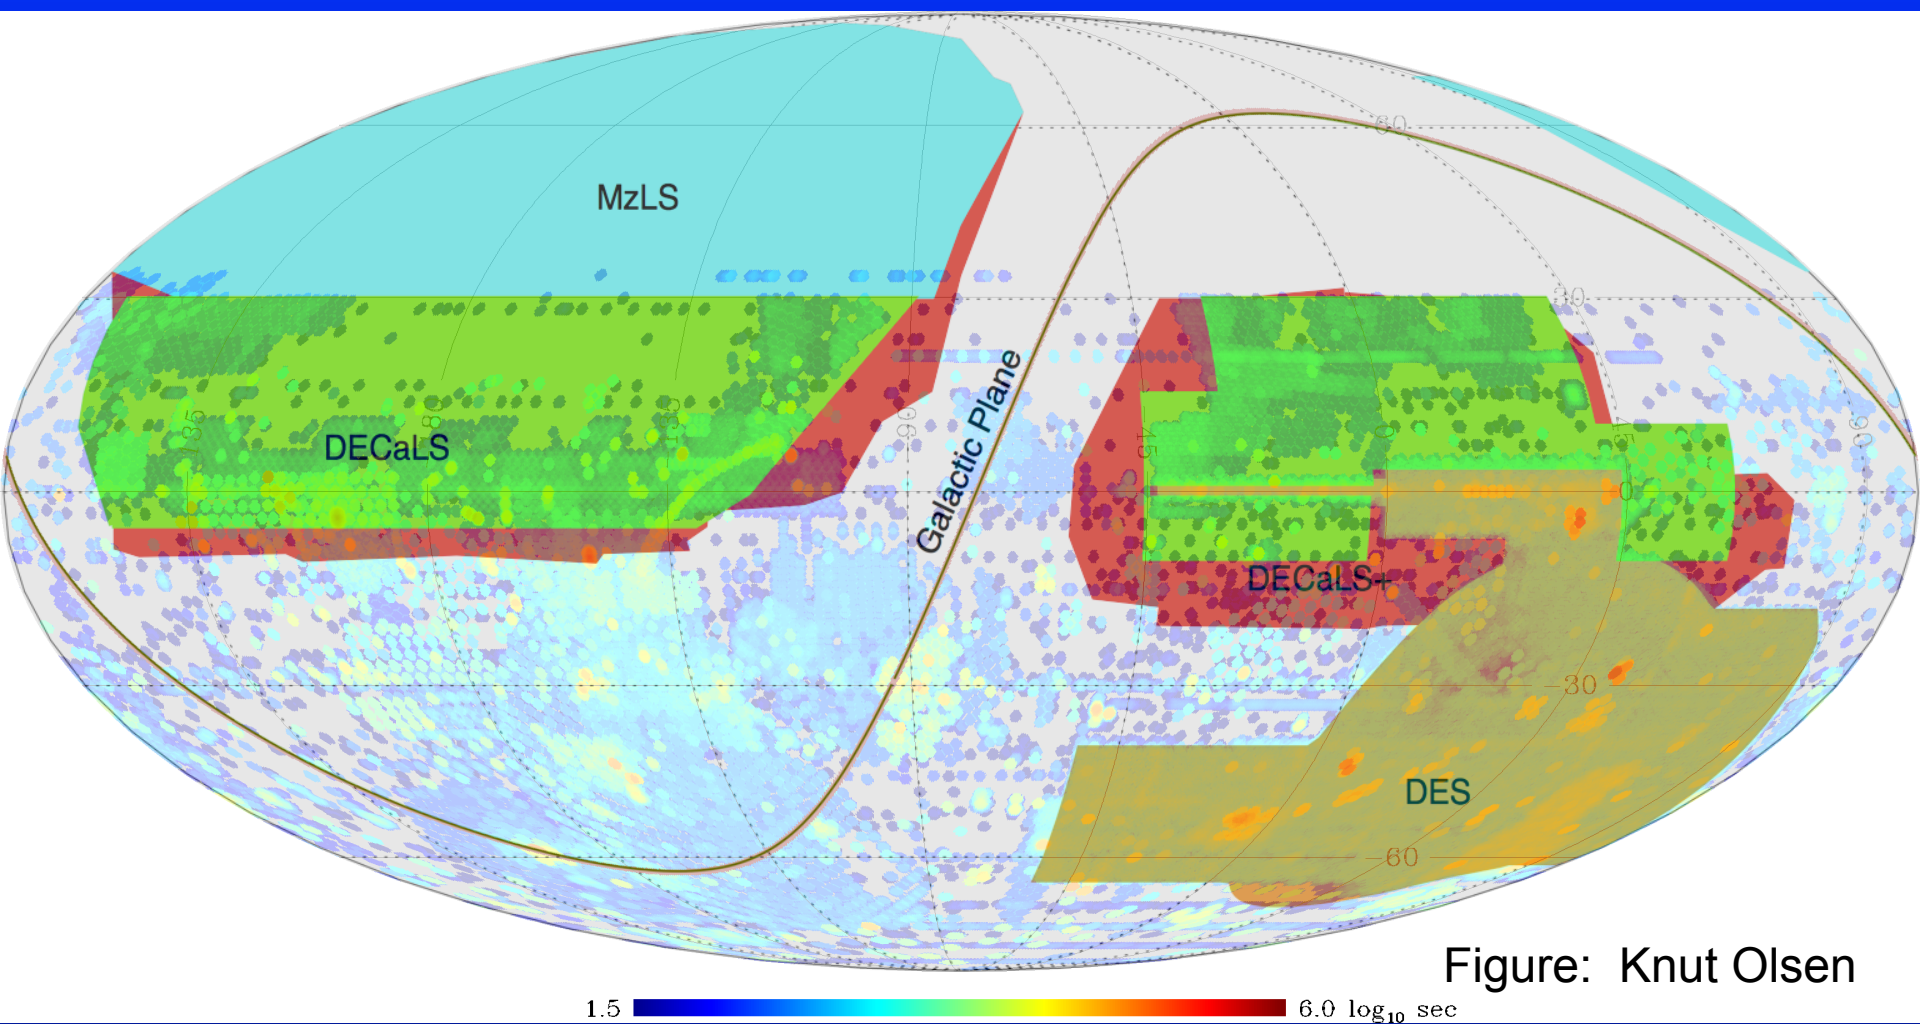 60
MzLS
30
DECaLS
Galactic Plane
0
DECaLS+
-30
DES
-60
Figure: Knut Olsen
1.5
6.0 log₁₀ sec